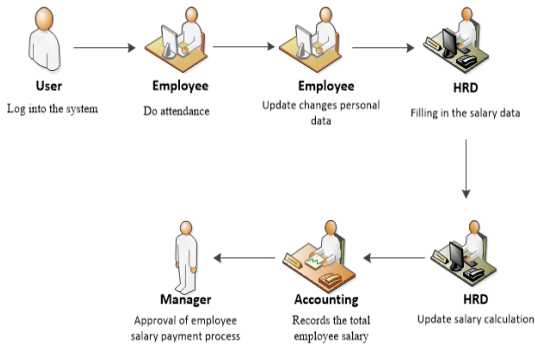 User
Log into the system
Employee
Do attendance
Employee
Update changes personal
data
HRD
Filling in the salary data
Manager
Approval of employee
salary payment process
Accounting
Records the total
employee salary
HRD
Update salary calculation